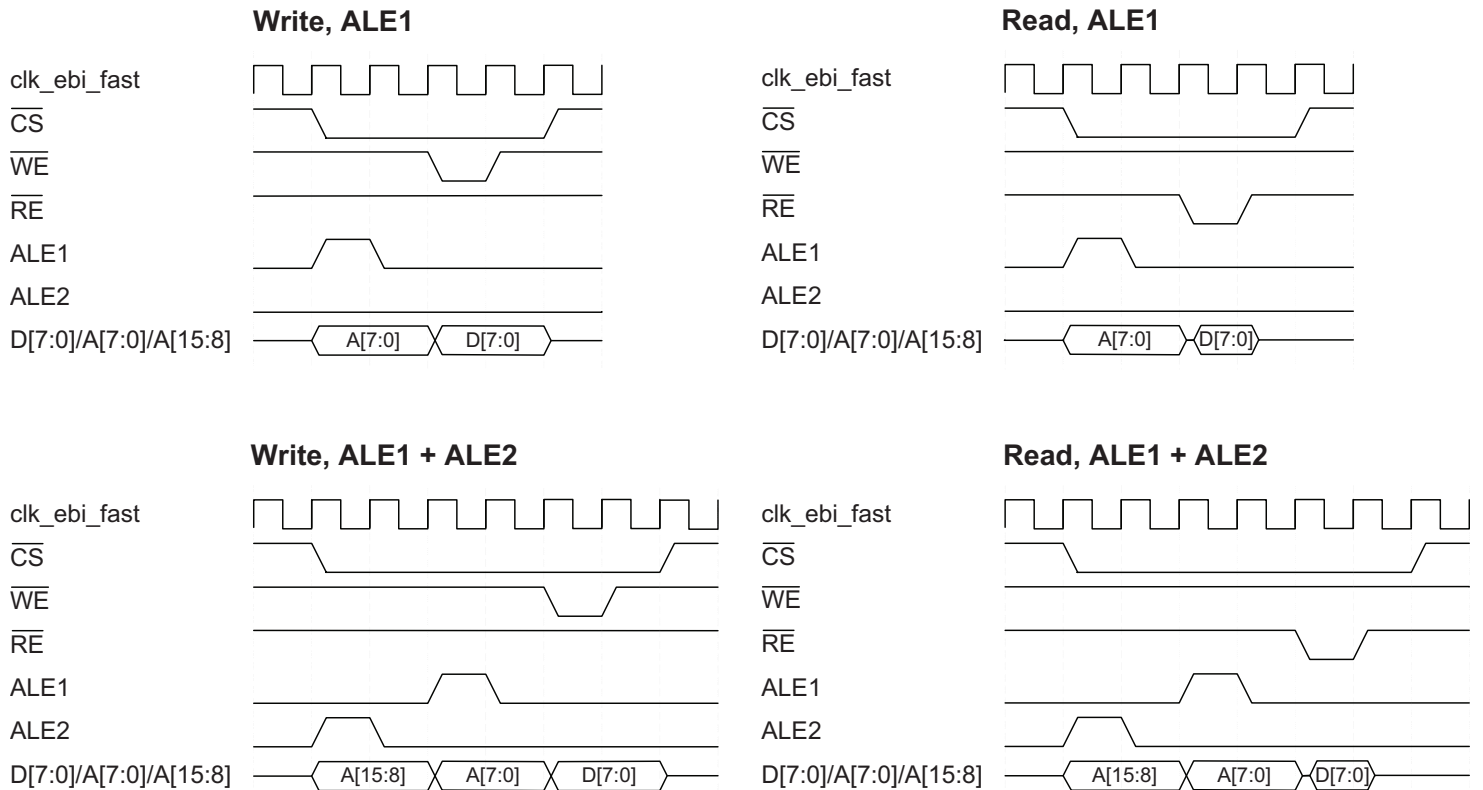 Write, ALE1
clk_ebi_fast
CS
WE
RE
ALE1
ALE2
D[7:0]/A[7:0]/A[15:8]
A[7:0]
D[7:0]
Read, ALE1
clk_ebi_fast
CS
WE
RE
ALE1
ALE2
D[7:0]/A[7:0]/A[15:8]
A[7:0]
D[7:0]
Write, ALE1 + ALE2
clk_ebi_fast
CS
WE
RE
ALE1
ALE2
D[7:0]/A[7:0]/A[15:8]
A[15:8]
A[7:0]
D[7:0]
Read, ALE1 + ALE2
clk_ebi_fast
CS
WE
RE
ALE1
ALE2
D[7:0]/A[7:0]/A[15:8]
A[15:8]
A[7:0]
D[7:0]